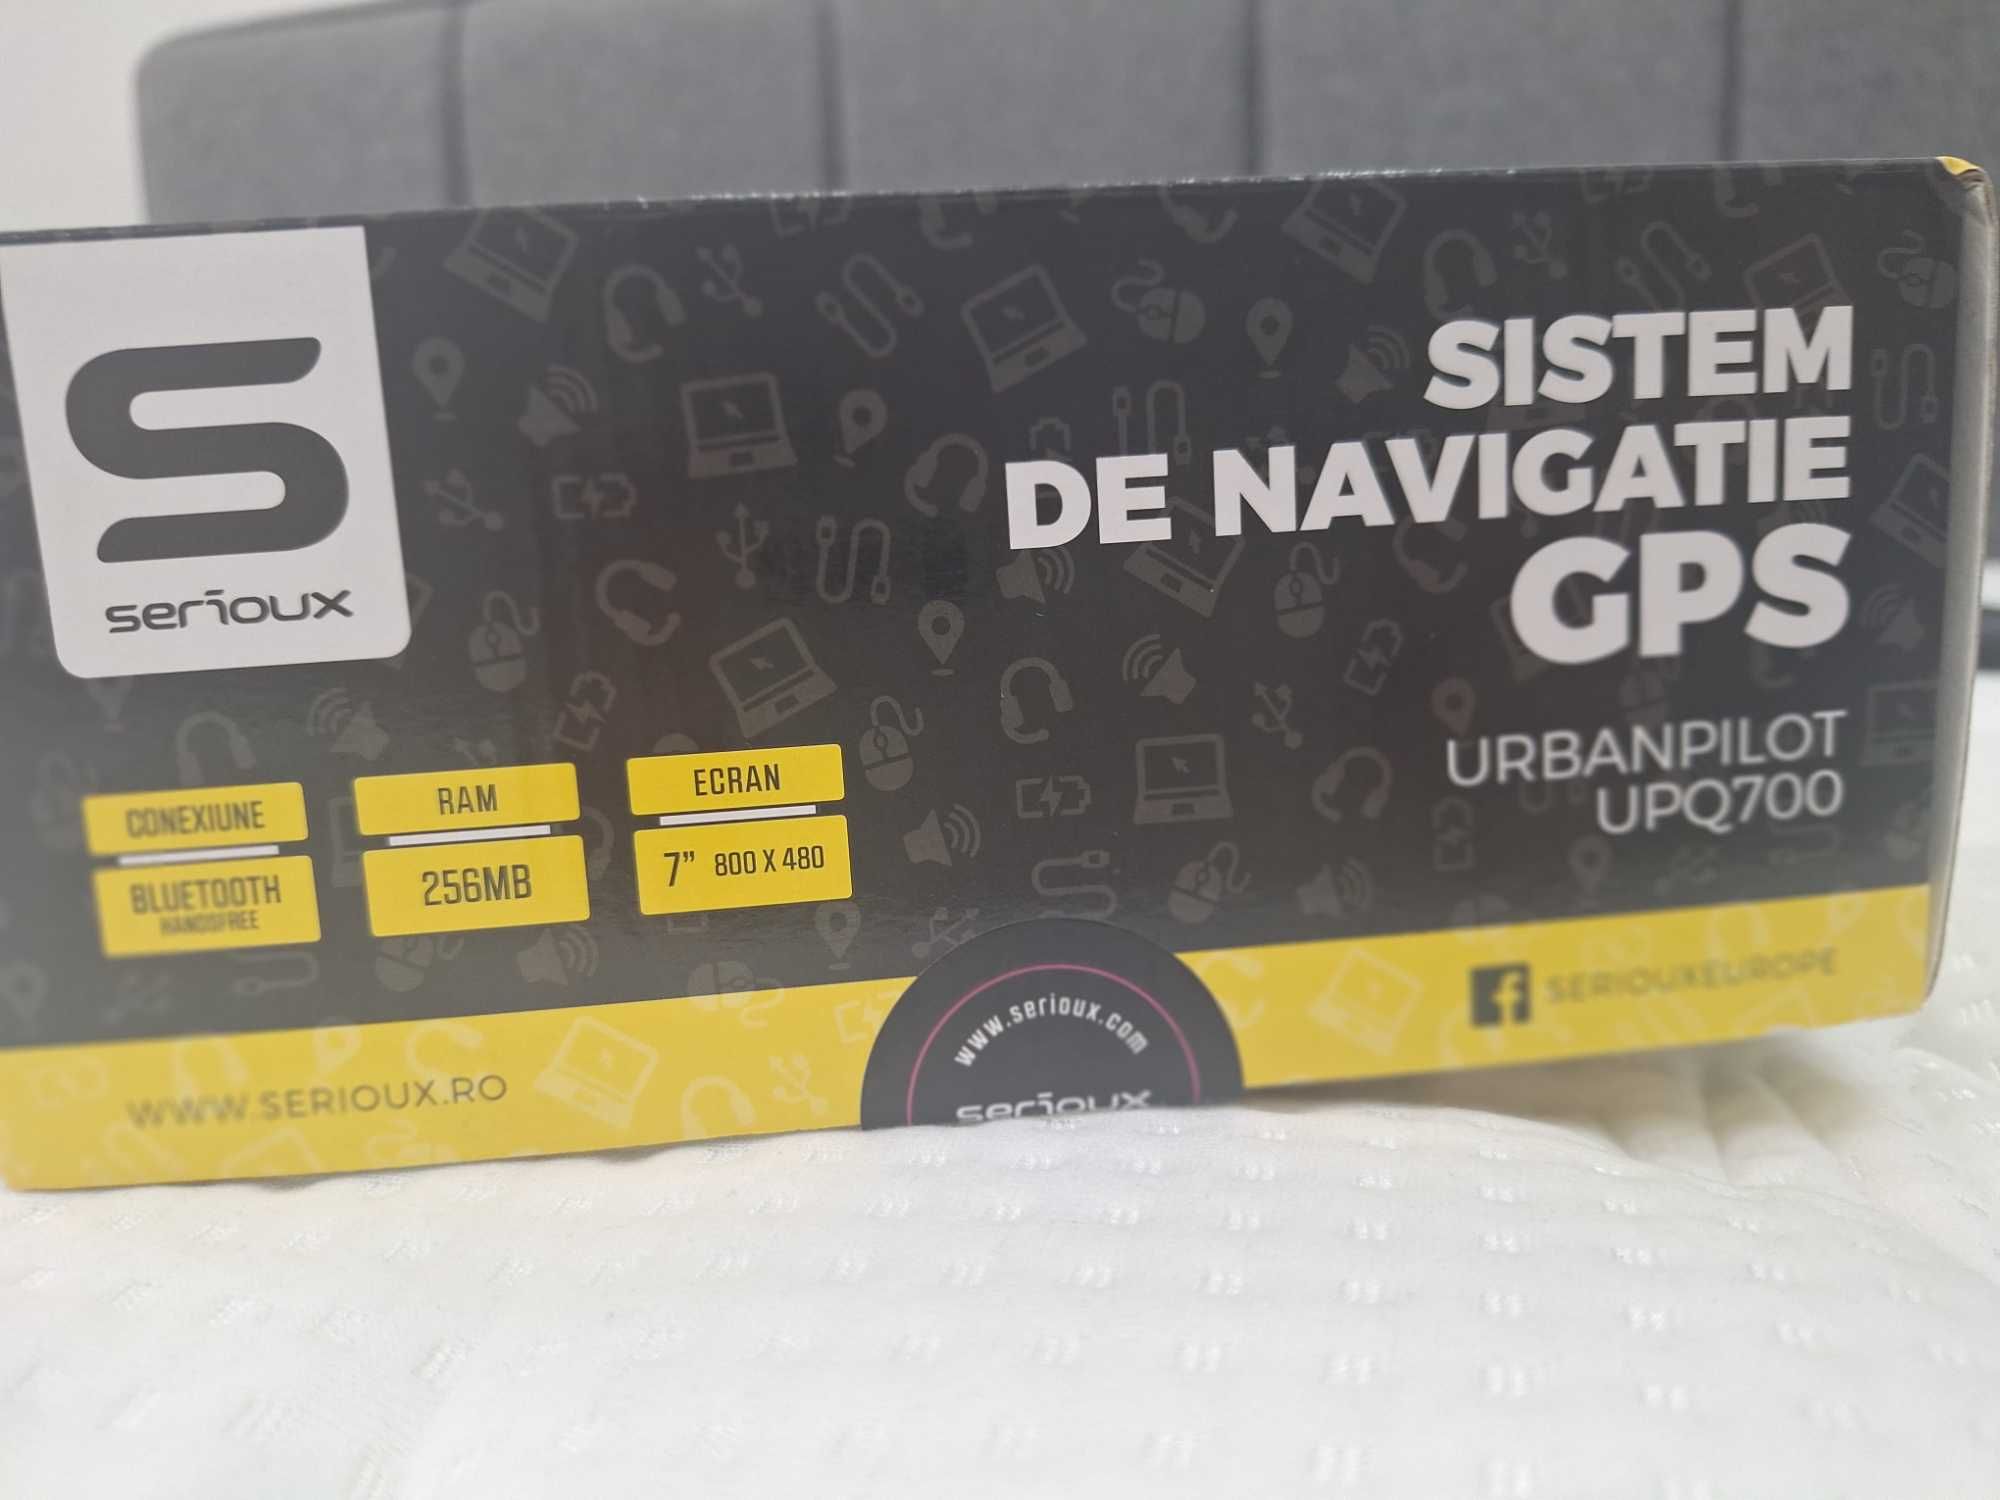 serioux
SISTEM
DE NAVIGATIE
GPS
URBANPILOT
UPQ700
CONEXIUNE
BLUETOOTH
HANDSFREE
RAM
256MB
ECRAN
7” 800 X 480
WWW.SERIOUX.RO
www.serioux.com
serioux
SERIOUXEUROPE